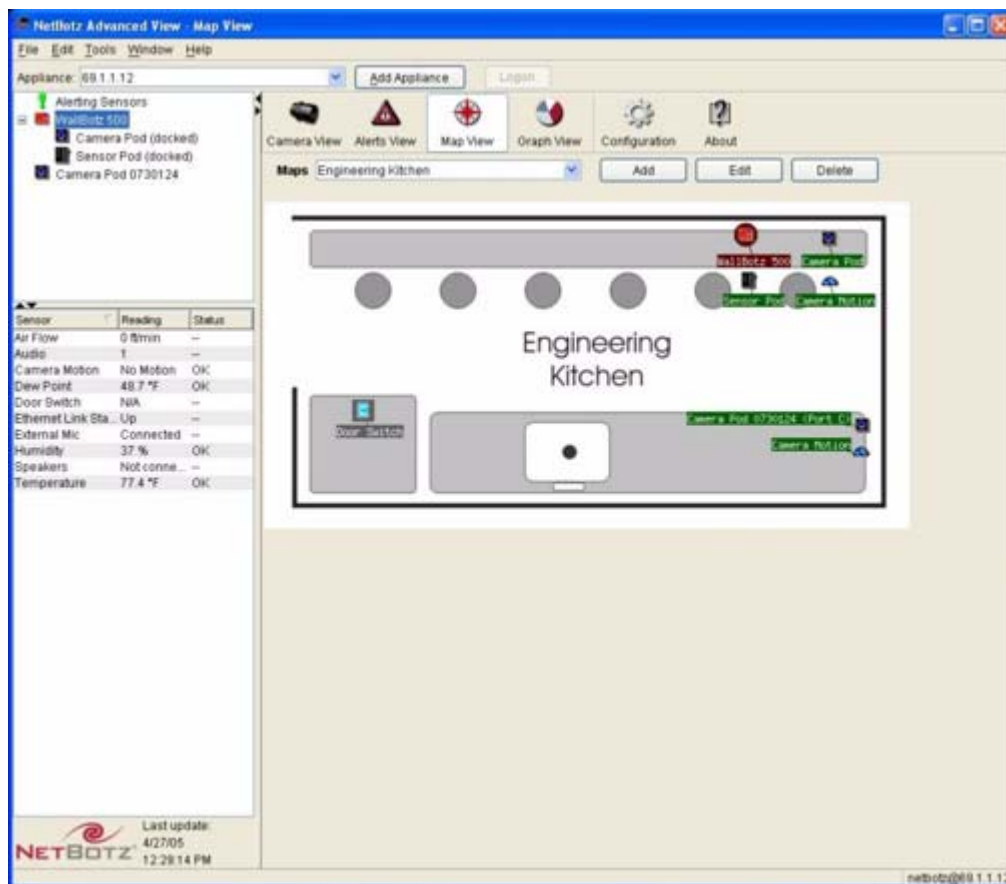 NetBotz Advanced View - Map View
File Edit Tools Window Help
Appliance: 69.1.1.12 Add Appliance Logon
Alerting Sensors
WallBotz 500
Camera Pod (docked)
Sensor Pod (docked)
Camera Pod 0730124
Camera View Alerts View Map View Graph View Configuration About
Maps Engineering Kitchen Add Edit Delete
WallBotz 500 Camera Pod
Sensor Pod Camera Motion
Engineering
Kitchen
Camera Pod 0730124 (Port C)
Door Switch
Camera Motion
Sensor Reading Status
Air Flow 0 ft/min --
Audio 1 --
Camera Motion No Motion OK
Dew Point 48.7 °F OK
Door Switch N/A --
Ethernet Link Sta... Up --
External Mic Connected --
Humidity 37 % OK
Speakers Not conne... --
Temperature 77.4 °F OK
NETBOTZ
Last update:
4/27/05
12:29:14 PM
netbotz@69.1.1.12